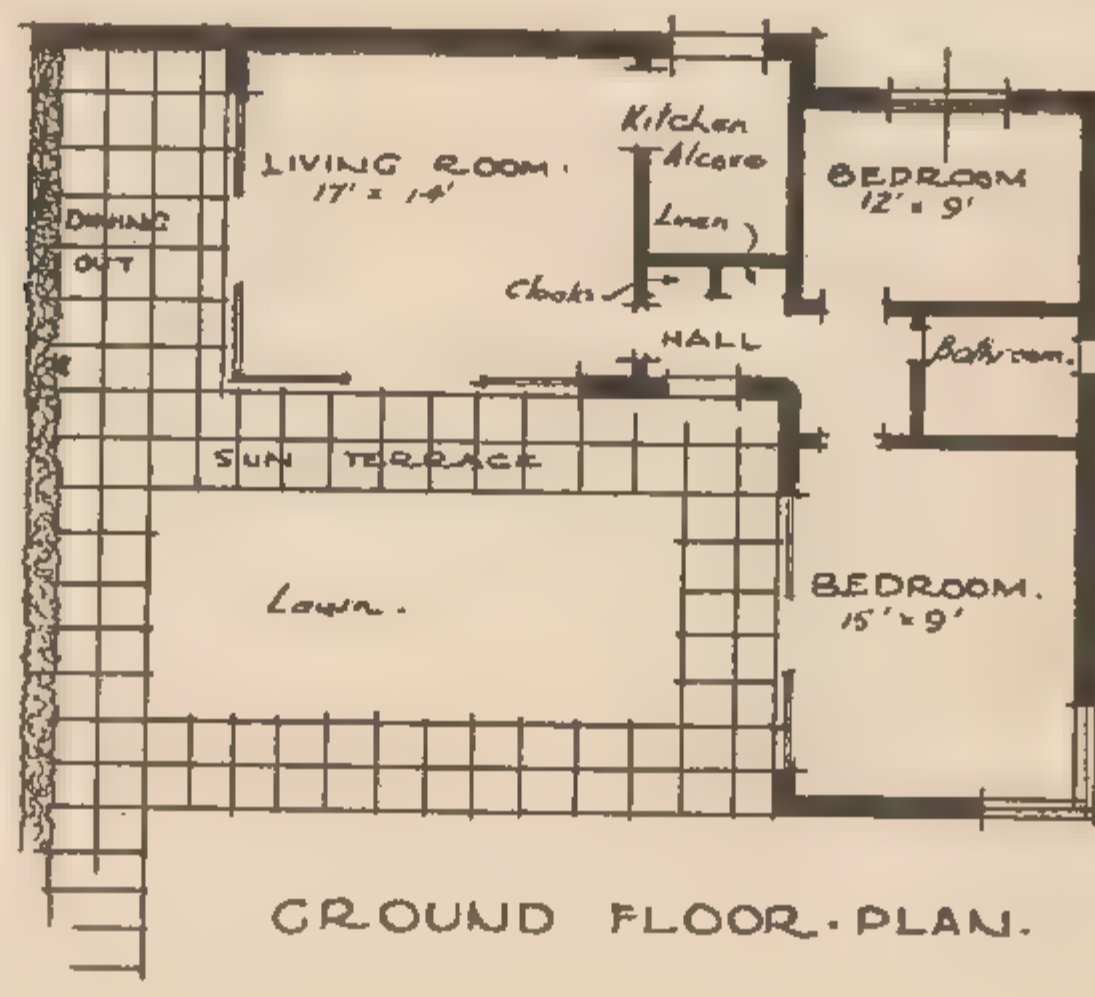 Kitchen
Alcove
LIVING ROOM.
17' x 14'
BEDROOM
12' x 9'
DINING
OUT
Linen
Cloaks
HALL
Bathroom.
SUN TERRACE
Lawn.
BEDROOM.
15' x 9'
GROUND FLOOR. PLAN.